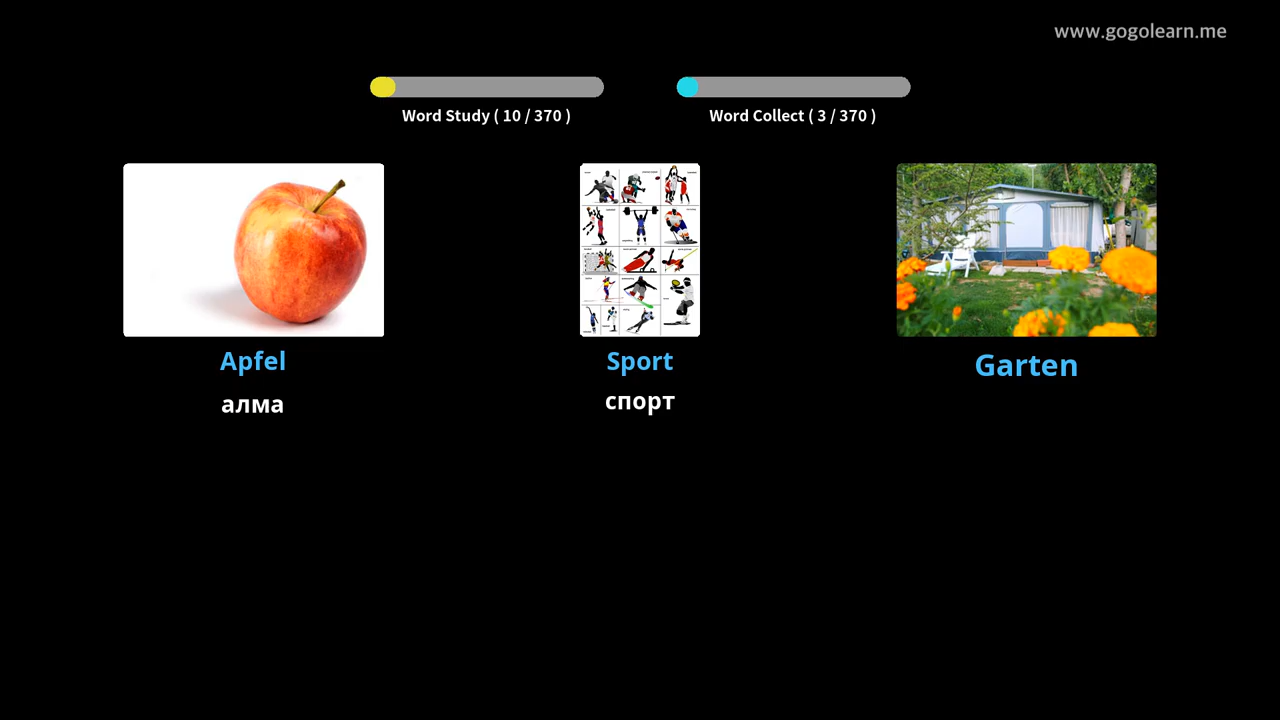 www.gogolearn.me
Word Study ( 10 / 370 )
Word Collect ( 3 / 370 )
Apfel
Sport
Garten
алма
спорт